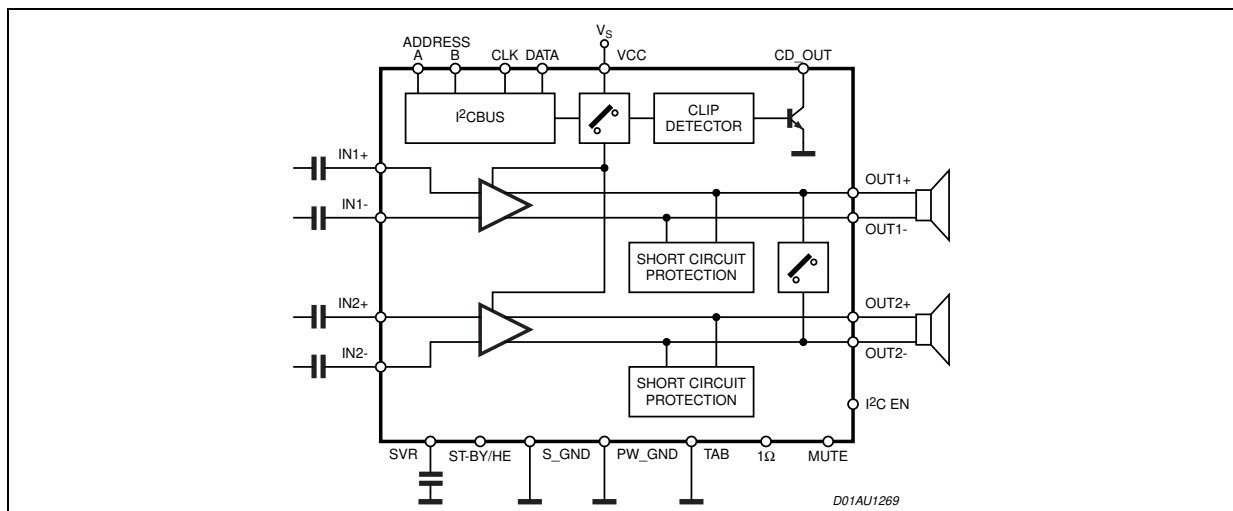 ADDRESS
A B CLK DATA
VS
VCC
CD_OUT
I²CBUS
CLIP
DETECTOR
IN1+
IN1-
OUT1+
OUT1-
SHORT CIRCUIT
PROTECTION
IN2+
IN2-
OUT2+
OUT2-
SHORT CIRCUIT
PROTECTION
I²C EN
SVR ST-BY/HE S_GND PW_GND TAB 1Ω MUTE
D01AU1269